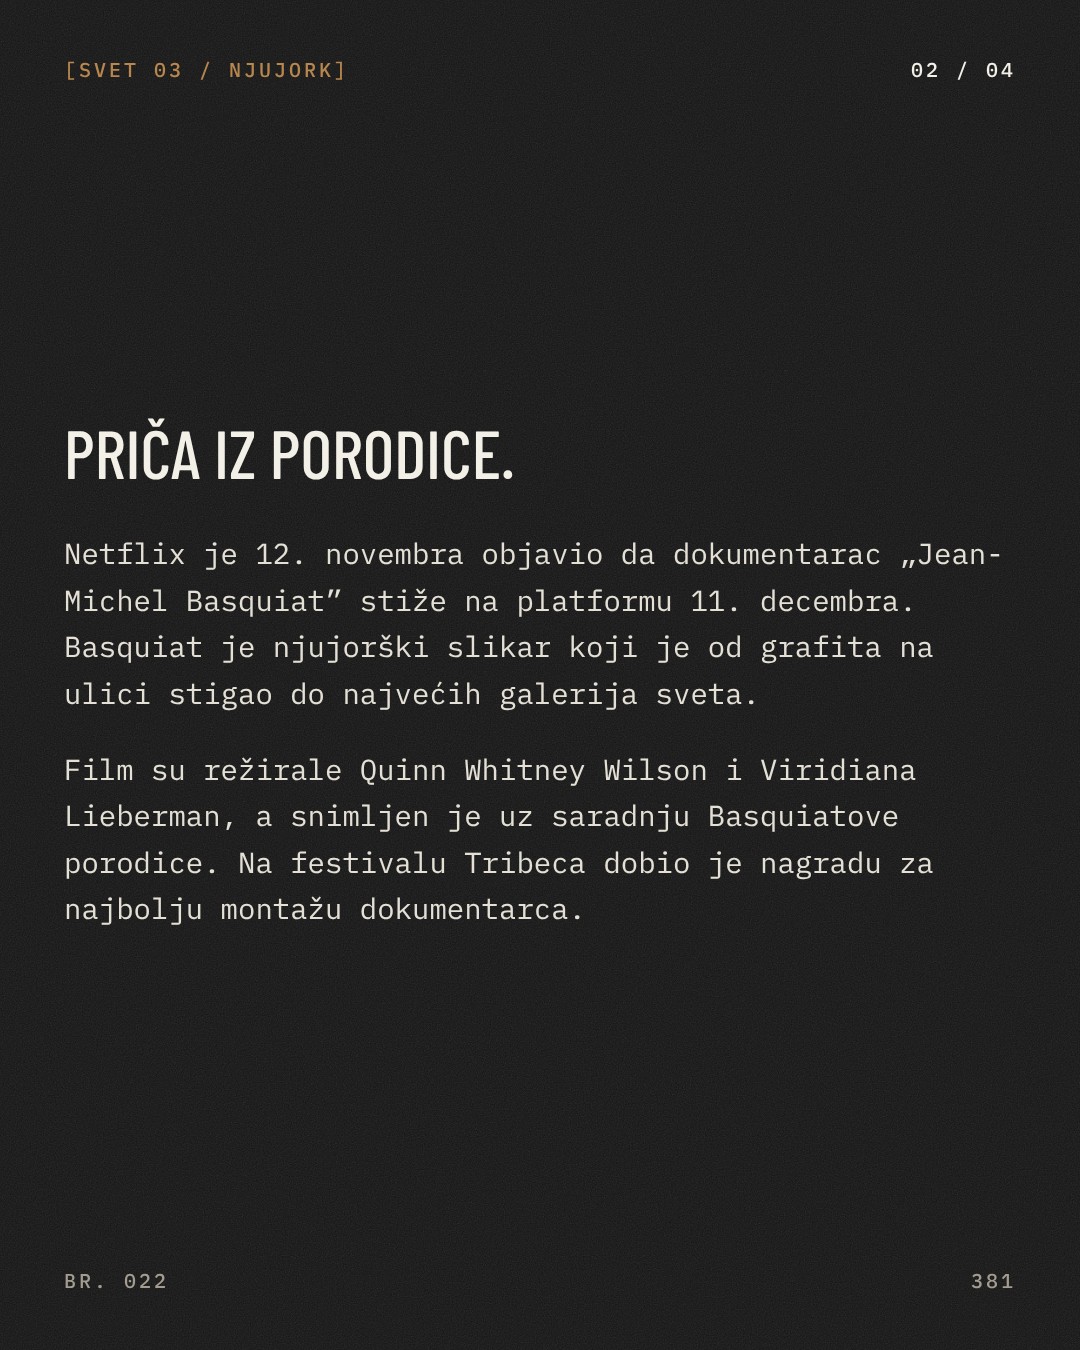 [SVET 03 / NJUJORK]
02 / 04
PRIČA IZ PORODICE.
Netflix je 12. novembra objavio da dokumentarac „Jean-
Michel Basquiat” stiže na platformu 11. decembra.
Basquiat je njujorški slikar koji je od grafita na
ulici stigao do najvećih galerija sveta.
Film su režirale Quinn Whitney Wilson i Viridiana
Lieberman, a snimljen je uz saradnju Basquiatove
porodice. Na festivalu Tribeca dobio je nagradu za
najbolju montažu dokumentarca.
BR. 022
381